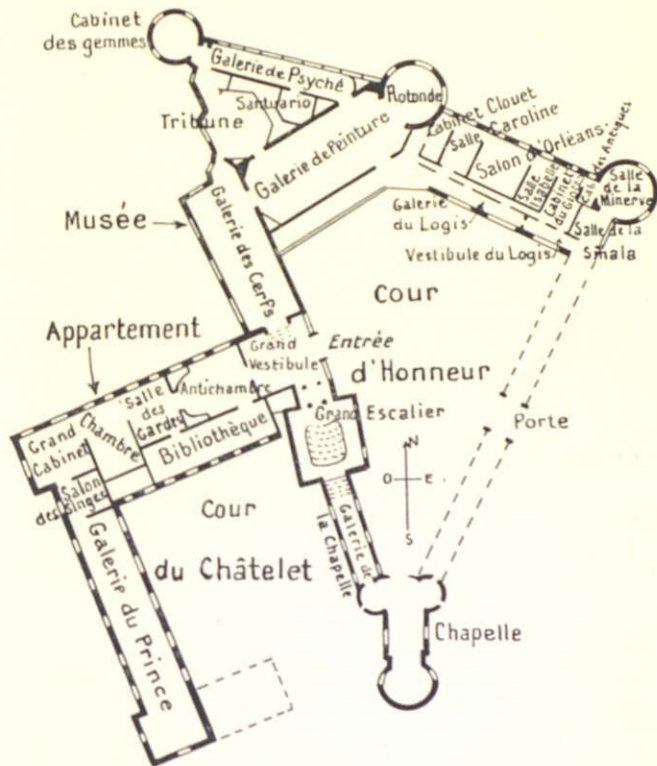 Cabinet
des gemmes
Galerie de Psyché
Santuario
Tribune
Rotonde
Galerie de Peinture
Cabinet Clouet
Salle Caroline
Salon d'Orléans
Salle
Isabelle
Cabinet
du Giotto
Cab. des Antiques
Salle
de la
Minerve
Salle de la
Smala
Galerie
du Logis
Vestibule du Logis
Musée
Galerie des Cerfs
Cour
d'Honneur
Appartement
Grand
Vestibule
Entrée
Antichambre
Salle
des
Gardes
Chambre
Grand
Cabinet
Bibliothèque
Grand Escalier
Porte
N
O E
S
Salon
des Singes
Cour
du Châtelet
Galerie de
la Chapelle
Galerie du Prince
Chapelle